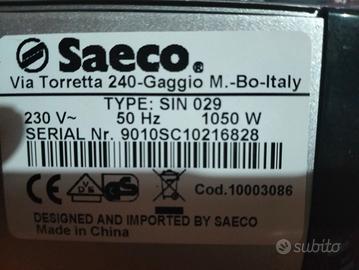 Saeco®
Via Torretta 240-Gaggio M.-Bo-Italy
TYPE: SIN 029
230 V~ 50 Hz 1050 W
SERIAL Nr. 9010SC10216828
CE Cod.10003086
DESIGNED AND IMPORTED BY SAECO
Made in China
subito